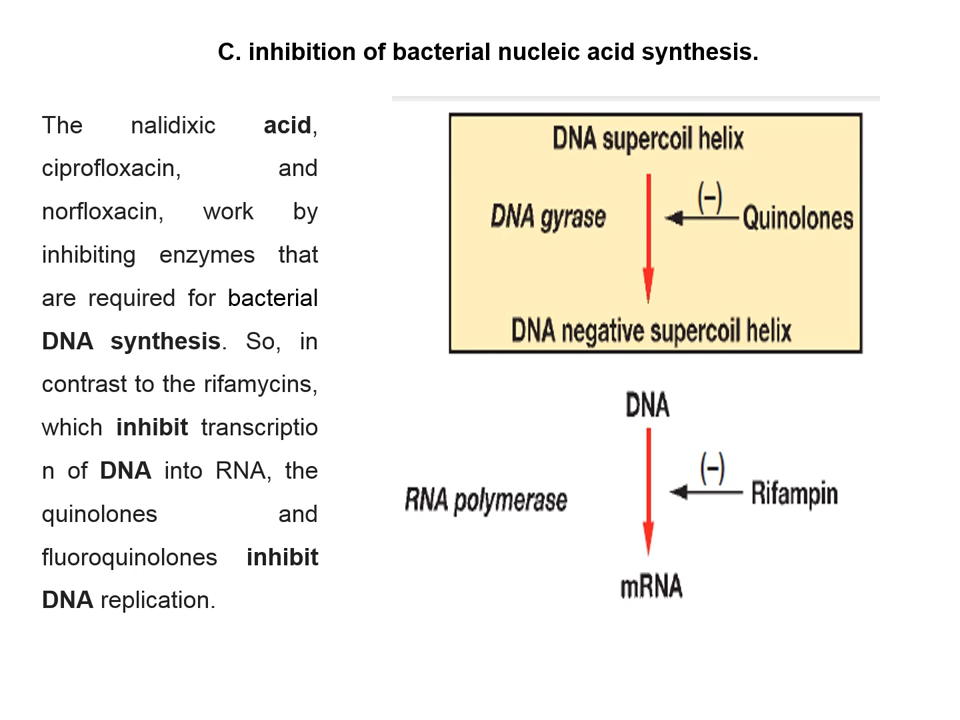 C. inhibition of bacterial nucleic acid synthesis.
The nalidixic acid,
ciprofloxacin, and
norfloxacin, work by
inhibiting enzymes that
are required for bacterial
DNA synthesis. So, in
contrast to the rifamycins,
which inhibit transcriptio
n of DNA into RNA, the
quinolones and
fluoroquinolones inhibit
DNA replication.
DNA supercoil helix
DNA gyrase
(–)
Quinolones
DNA negative supercoil helix
DNA
RNA polymerase
(–)
Rifampin
mRNA